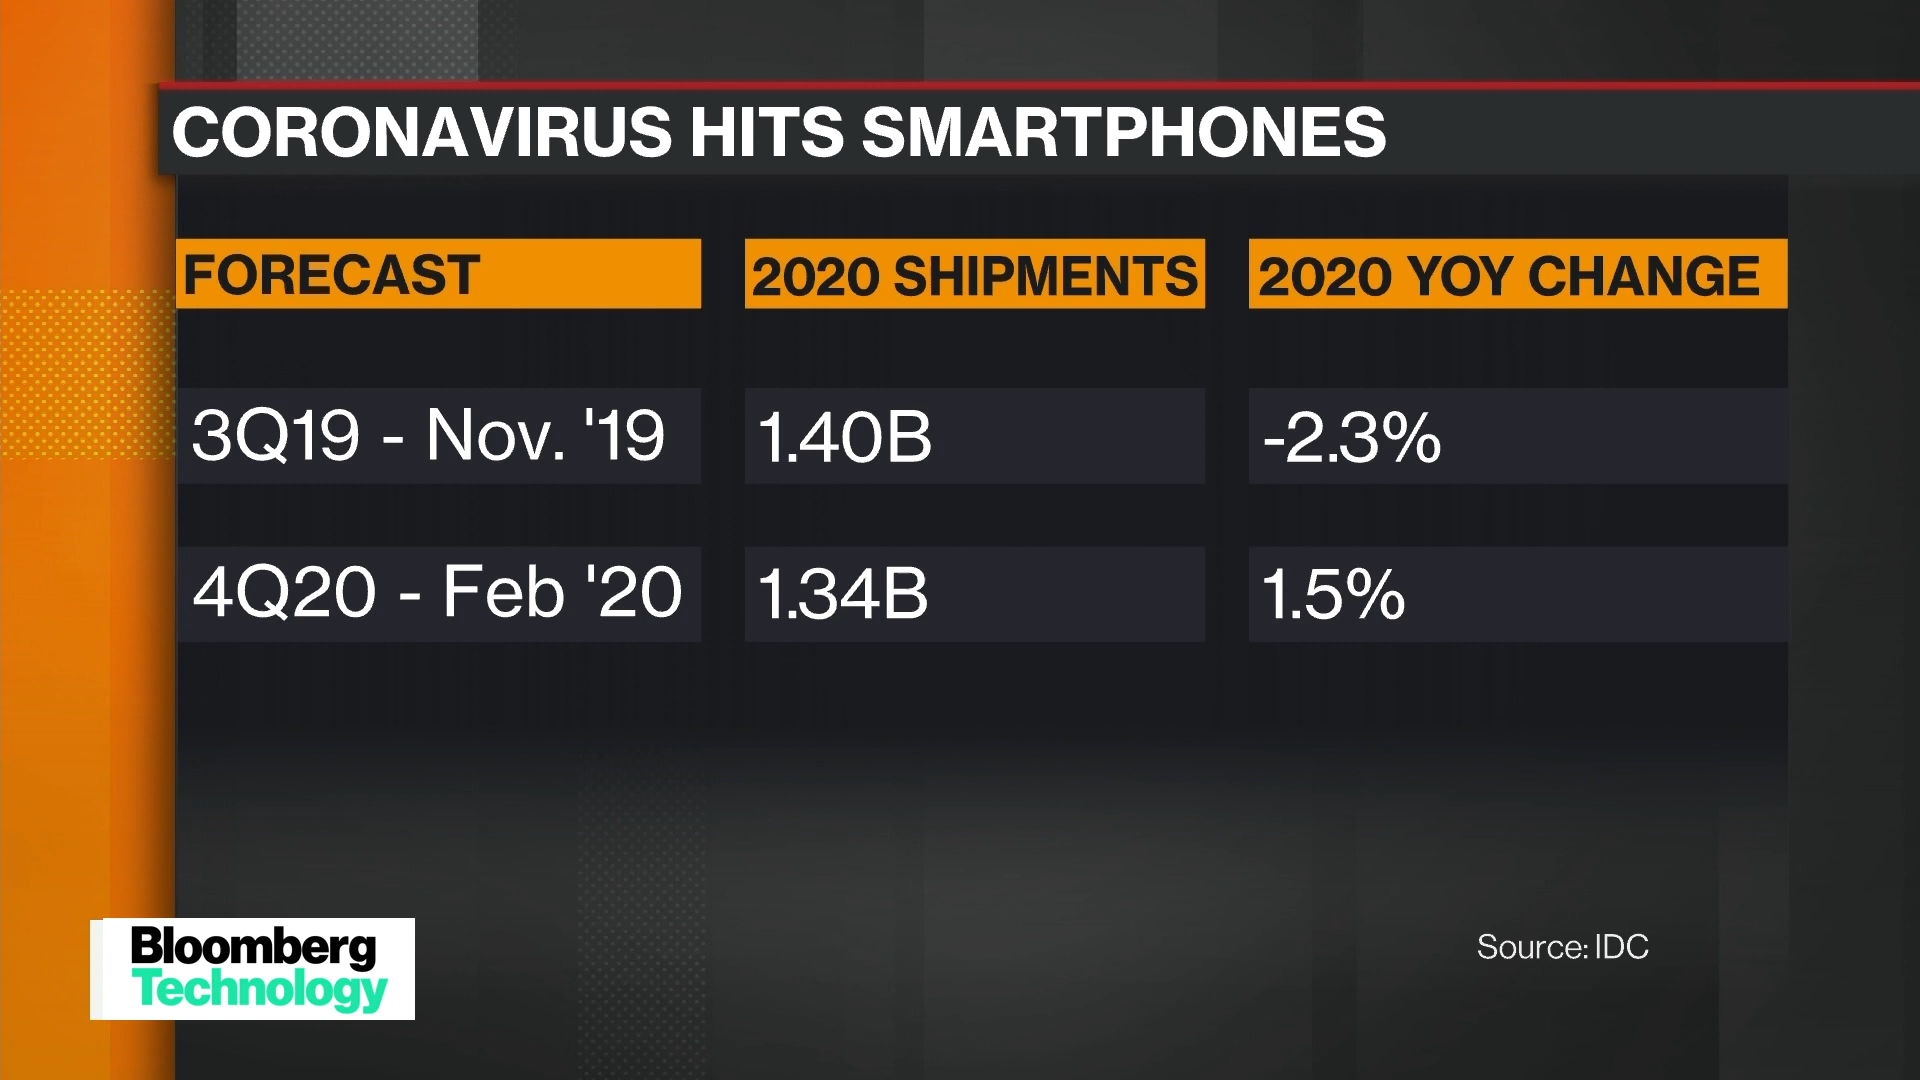 CORONAVIRUS HITS SMARTPHONES
FORECAST 2020 SHIPMENTS 2020 YOY CHANGE
3Q19 - Nov. '19 1.40B -2.3%
4Q20 - Feb '20 1.34B 1.5%
Bloomberg
Technology
Source: IDC